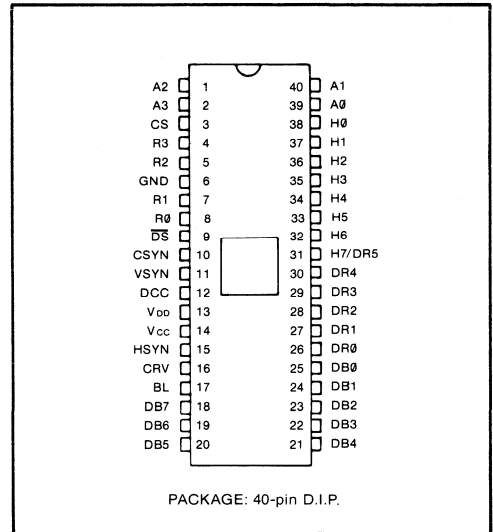 A2 1 40 A1
A3 2 39 AØ
CS 3 38 HØ
R3 4 37 H1
R2 5 36 H2
GND 6 35 H3
R1 7 34 H4
RØ 8 33 H5
DS 9 32 H6
CSYN 10 31 H7/DR5
VSYN 11 30 DR4
DCC 12 29 DR3
VDD 13 28 DR2
VCC 14 27 DR1
HSYN 15 26 DRØ
CRV 16 25 DBØ
BL 17 24 DB1
DB7 18 23 DB2
DB6 19 22 DB3
DB5 20 21 DB4
PACKAGE: 40-pin D.I.P.